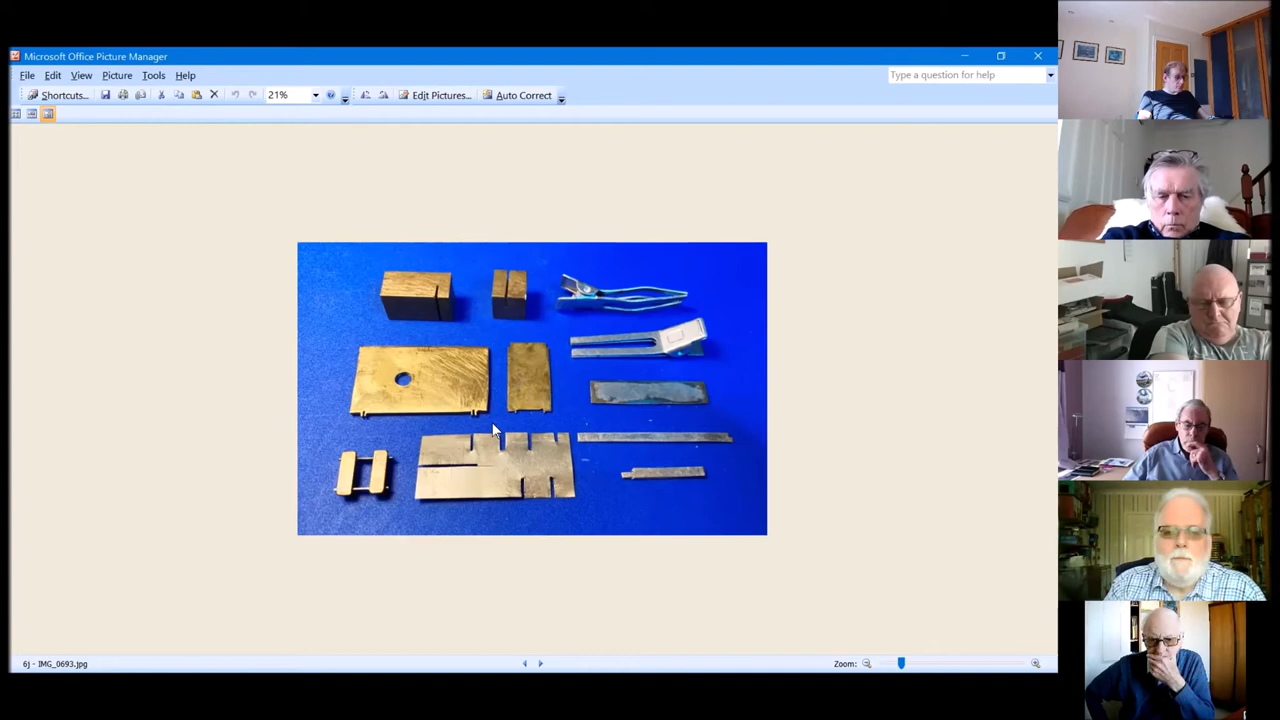 Microsoft Office Picture Manager
File Edit View Picture Tools Help
Type a question for help
Shortcuts... 21% Edit Pictures... Auto Correct
6j - IMG_0693.jpg
Zoom: